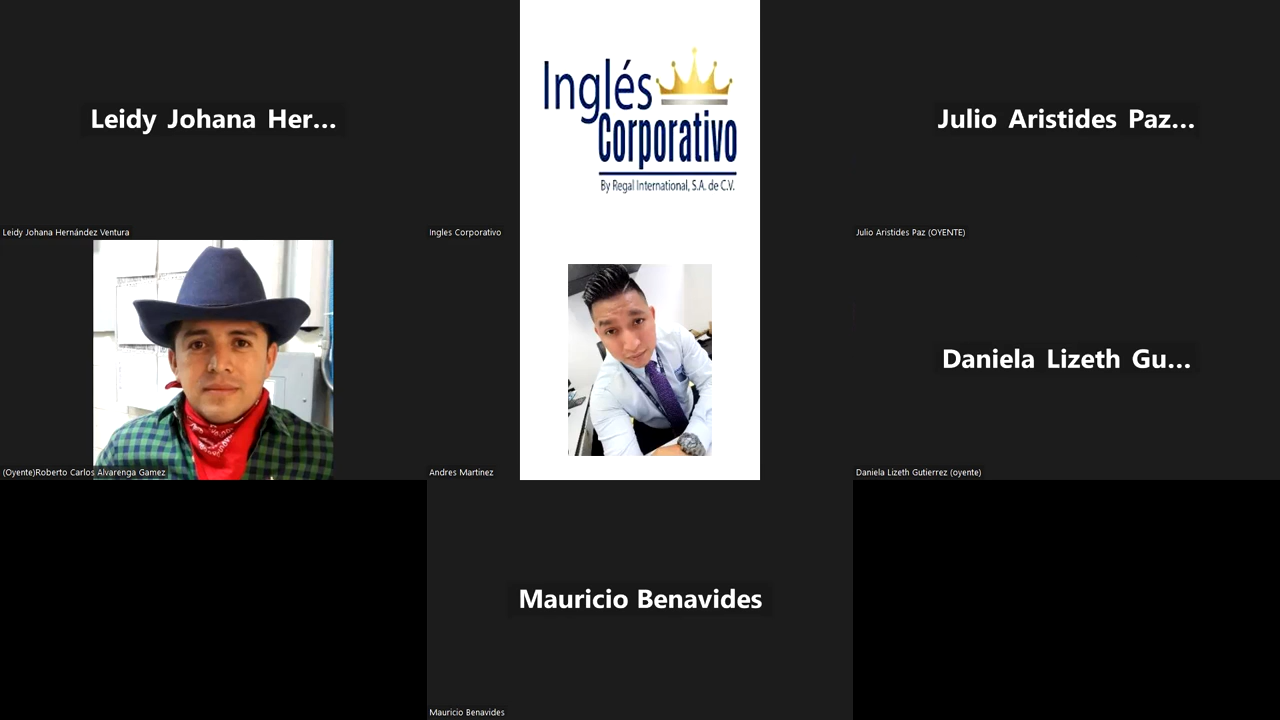 Leidy Johana Her...
Inglés
Corporativo
By Regal International, S.A. de C.V.
Julio Aristides Paz...
Leidy Johana Hernández Ventura
Ingles Corporativo
Julio Aristides Paz (OYENTE)
Daniela Lizeth Gu...
(Oyente)Roberto Carlos Alvarenga Gamez
Andres Martinez
Daniela Lizeth Gutierrez (oyente)
Mauricio Benavides
Mauricio Benavides